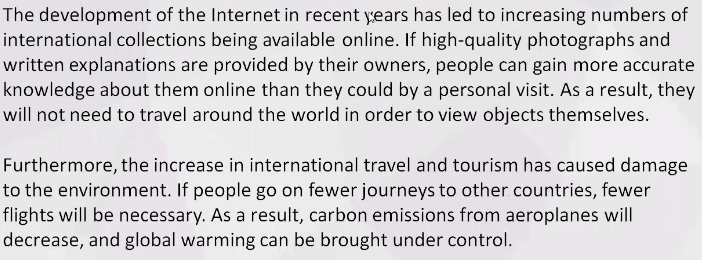 The development of the Internet in recent years has led to increasing numbers of
international collections being available online. If high-quality photographs and
written explanations are provided by their owners, people can gain more accurate
knowledge about them online than they could by a personal visit. As a result, they
will not need to travel around the world in order to view objects themselves.
Furthermore, the increase in international travel and tourism has caused damage
to the environment. If people go on fewer journeys to other countries, fewer
flights will be necessary. As a result, carbon emissions from aeroplanes will
decrease, and global warming can be brought under control.